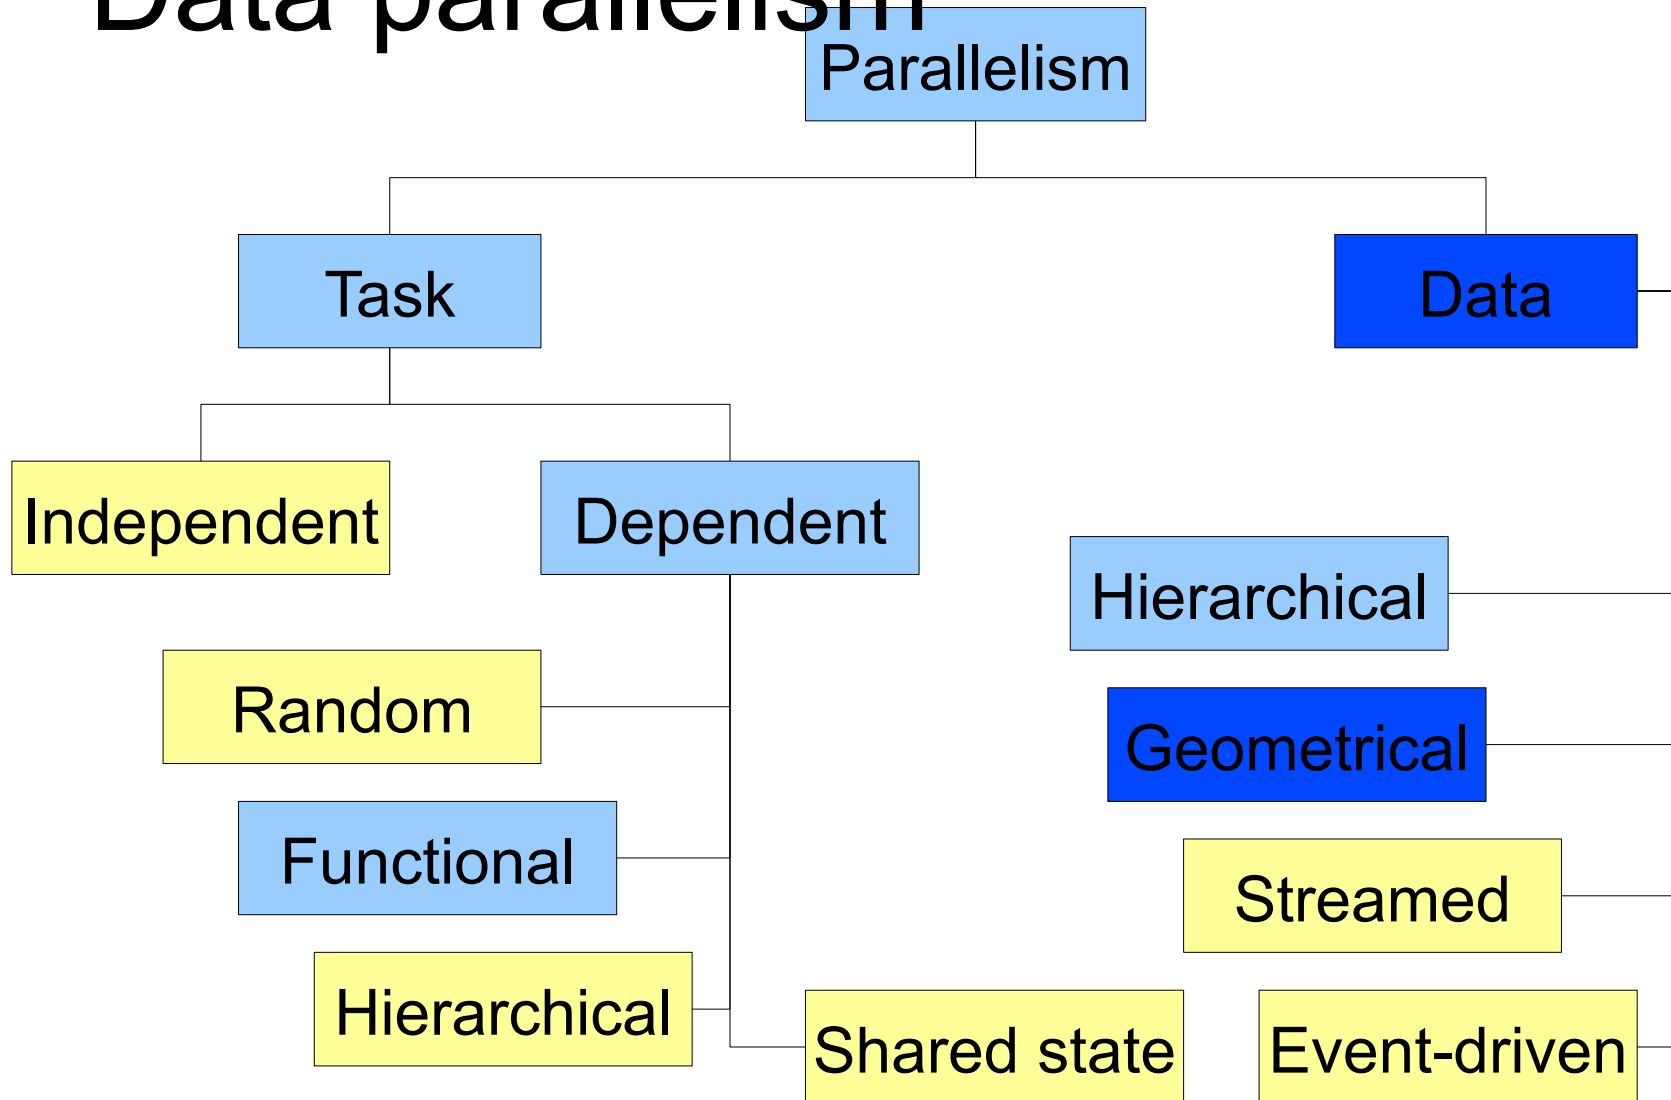 Data parallelism
Parallelism
Task
Data
Independent
Dependent
Hierarchical
Random
Geometrical
Functional
Streamed
Hierarchical
Shared state
Event-driven